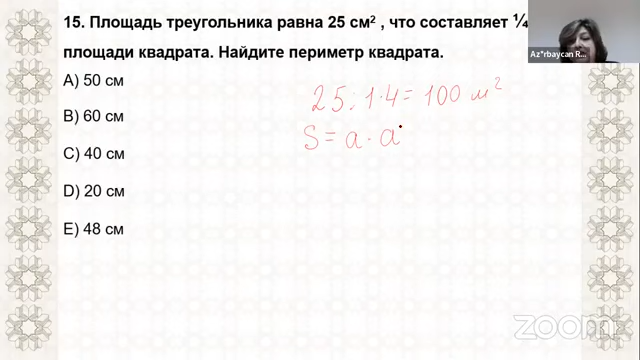 15. Площадь треугольника равна 25 см² , что составляет ¼
площади квадрата. Найдите периметр квадрата.
A) 50 см
B) 60 см
C) 40 см
D) 20 см
E) 48 см
25:1·4=100 м²
S=a·a
Az*rbaycan R...
zoom